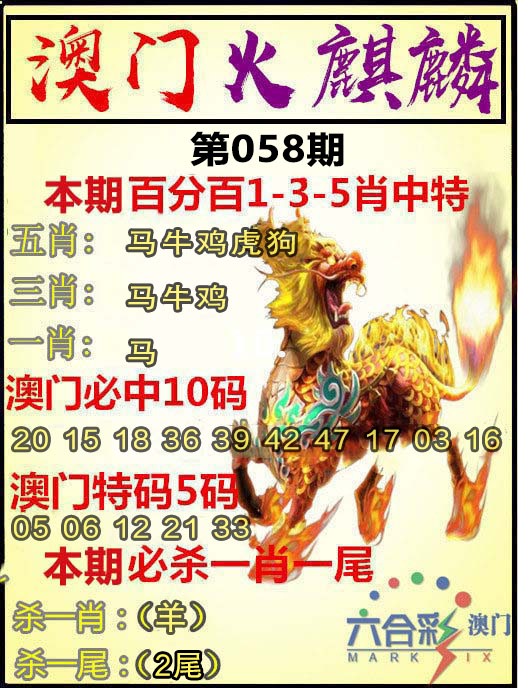 澳门火麒麟
第058期
本期百分百1-3-5肖中特
五肖：马牛鸡虎狗
三肖：马牛鸡
一肖：马
澳门必中10码
20 15 18 36 39 42 47 17 03 16
澳门特码5码
05 06 12 21 33
本期必杀一肖一尾
杀一肖：（羊）
杀一尾：（2尾）
六合彩澳门
MARK SIX